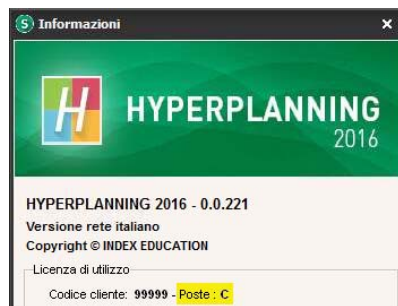 S Informazioni ×
H HYPERPLANNING
2016
HYPERPLANNING 2016 - 0.0.221
Versione rete italiano
Copyright © INDEX EDUCATION
Licenza di utilizzo
Codice cliente: 99999 - Poste : C